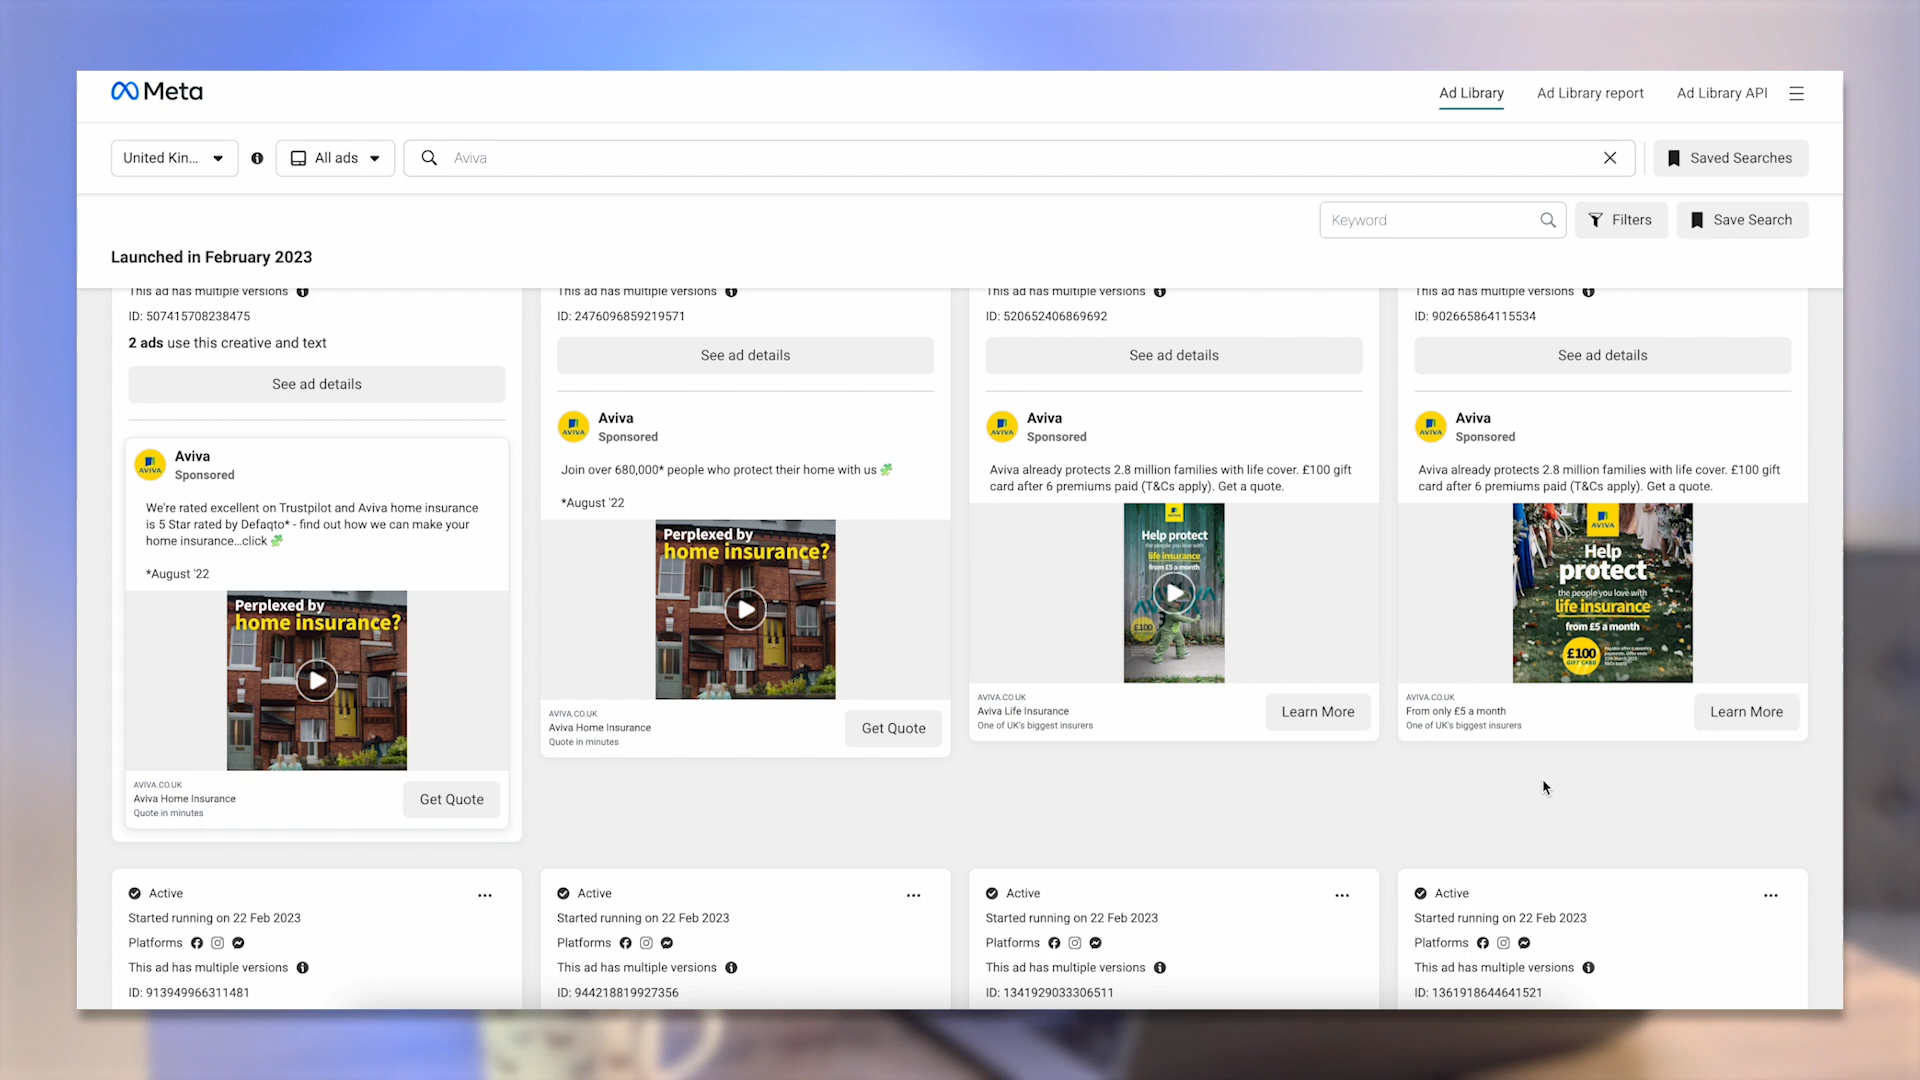 Meta
Ad Library
Ad Library report
Ad Library API
United Kin...
All ads
Aviva
Saved Searches
Keyword
Filters
Save Search
Launched in February 2023
This ad has multiple versions
ID: 507415708238475
2 ads use this creative and text
See ad details
Aviva
Sponsored
We're rated excellent on Trustpilot and Aviva home insurance
is 5 Star rated by Defaqto* - find out how we can make your
home insurance...click
*August '22
Perplexed by
home insurance?
AVIVA.CO.UK
Aviva Home Insurance
Quote in minutes
Get Quote
This ad has multiple versions
ID: 2476096859219571
See ad details
Aviva
Sponsored
Join over 680,000* people who protect their home with us
*August '22
Perplexed by
home insurance?
AVIVA.CO.UK
Aviva Home Insurance
Quote in minutes
Get Quote
This ad has multiple versions
ID: 520652406869692
See ad details
Aviva
Sponsored
Aviva already protects 2.8 million families with life cover. £100 gift
card after 6 premiums paid (T&Cs apply). Get a quote.
AVIVA
Help protect
the people you love with
life insurance
from £5 a month
£100
AVIVA.CO.UK
Aviva Life Insurance
One of UK's biggest insurers
Learn More
This ad has multiple versions
ID: 902665864115534
See ad details
Aviva
Sponsored
Aviva already protects 2.8 million families with life cover. £100 gift
card after 6 premiums paid (T&Cs apply). Get a quote.
AVIVA
Help
protect
the people you love with
life insurance
from £5 a month
£100
GIFT CARD
AVIVA.CO.UK
From only £5 a month
One of UK's biggest insurers
Learn More
Active
Started running on 22 Feb 2023
Platforms
This ad has multiple versions
ID: 913949966311481
Active
Started running on 22 Feb 2023
Platforms
This ad has multiple versions
ID: 944218819927356
Active
Started running on 22 Feb 2023
Platforms
This ad has multiple versions
ID: 1341929033306511
Active
Started running on 22 Feb 2023
Platforms
This ad has multiple versions
ID: 1361918644641521